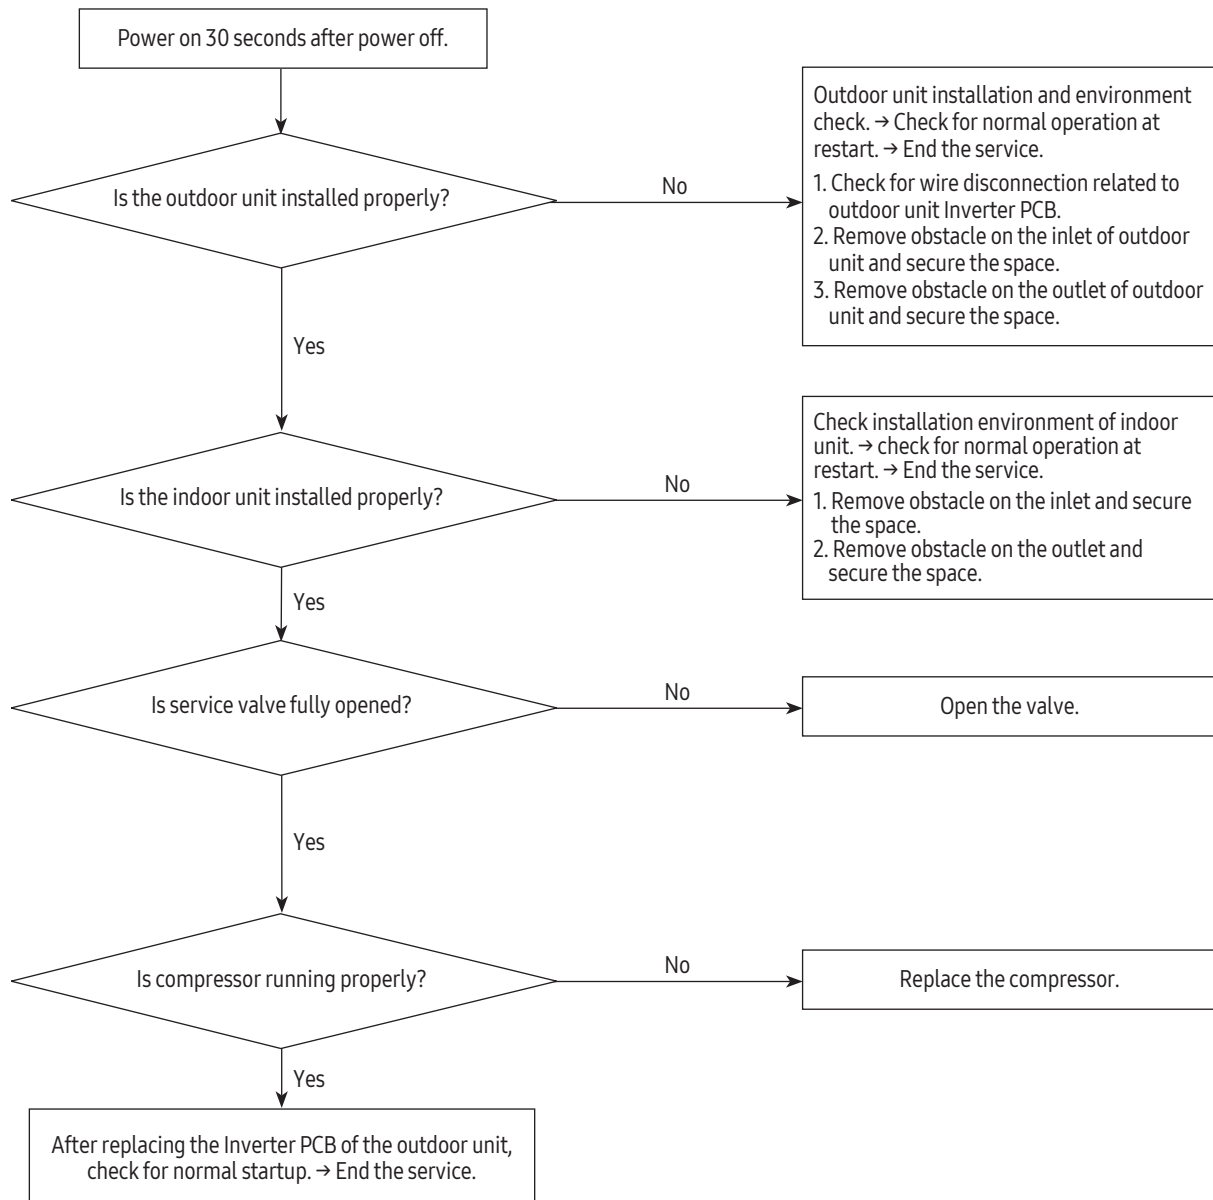 Power on 30 seconds after power off.
Is the outdoor unit installed properly?
No
Outdoor unit installation and environment
check. → Check for normal operation at
restart. → End the service.
1. Check for wire disconnection related to
outdoor unit Inverter PCB.
2. Remove obstacle on the inlet of outdoor
unit and secure the space.
3. Remove obstacle on the outlet of outdoor
unit and secure the space.
Yes
Is the indoor unit installed properly?
No
Check installation environment of indoor
unit. → check for normal operation at
restart. → End the service.
1. Remove obstacle on the inlet and secure
the space.
2. Remove obstacle on the outlet and
secure the space.
Yes
Is service valve fully opened?
No
Open the valve.
Yes
Is compressor running properly?
No
Replace the compressor.
Yes
After replacing the Inverter PCB of the outdoor unit,
check for normal startup. → End the service.